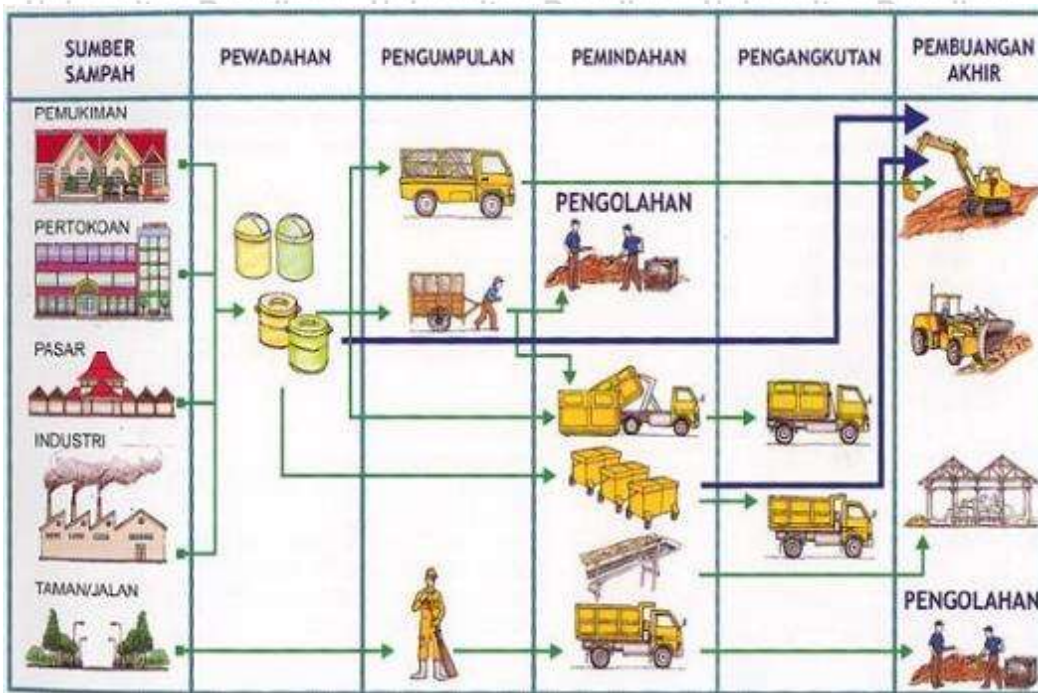 SUMBER
SAMPAH
PEWADAHAN
PENGUMPULAN
PEMINDAHAN
PENGANGKUTAN
PEMBUANGAN
AKHIR
PEMUKIMAN
PERTOKOAN
PASAR
INDUSTRI
TAMAN/JALAN
PENGOLAHAN
PENGOLAHAN